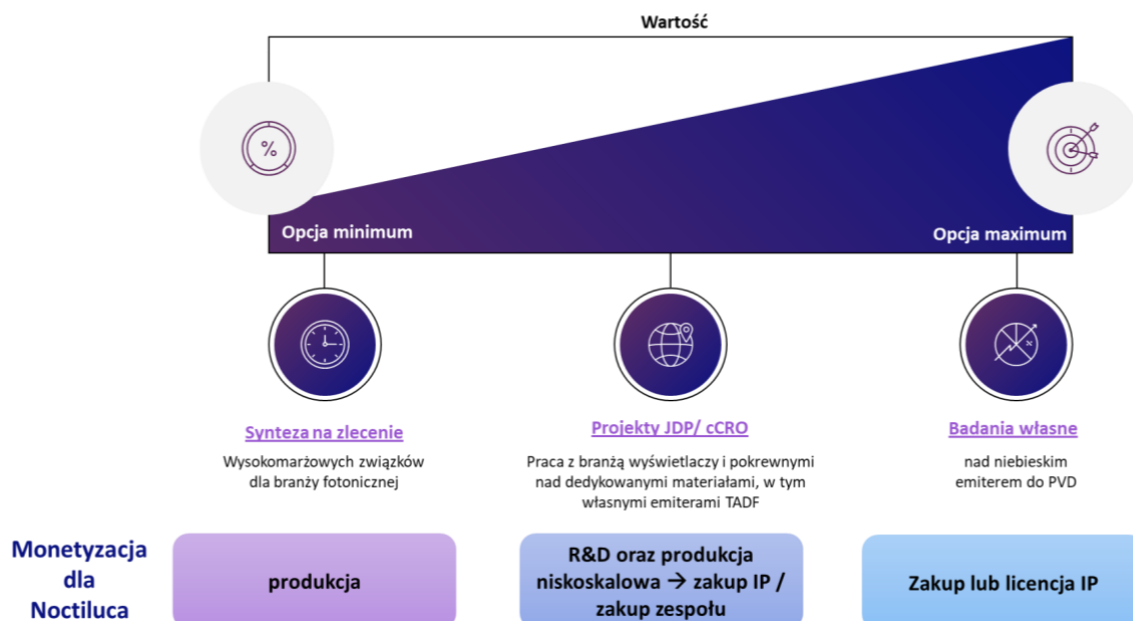 Wartość
%
Opcja minimum
Opcja maximum
Synteza na zlecenie
Wysokomarżowych związków
dla branży fotonicznej
Projekty JDP/ cCRO
Praca z branżą wyświetlaczy i pokrewnymi
nad dedykowanymi materiałami, w tym
własnymi emiterami TADF
Badania własne
nad niebieskim
emiterem do PVD
Monetyzacja
dla
Noctiluca
produkcja
R&D oraz produkcja
niskoskalowa → zakup IP /
zakup zespołu
Zakup lub licencja IP